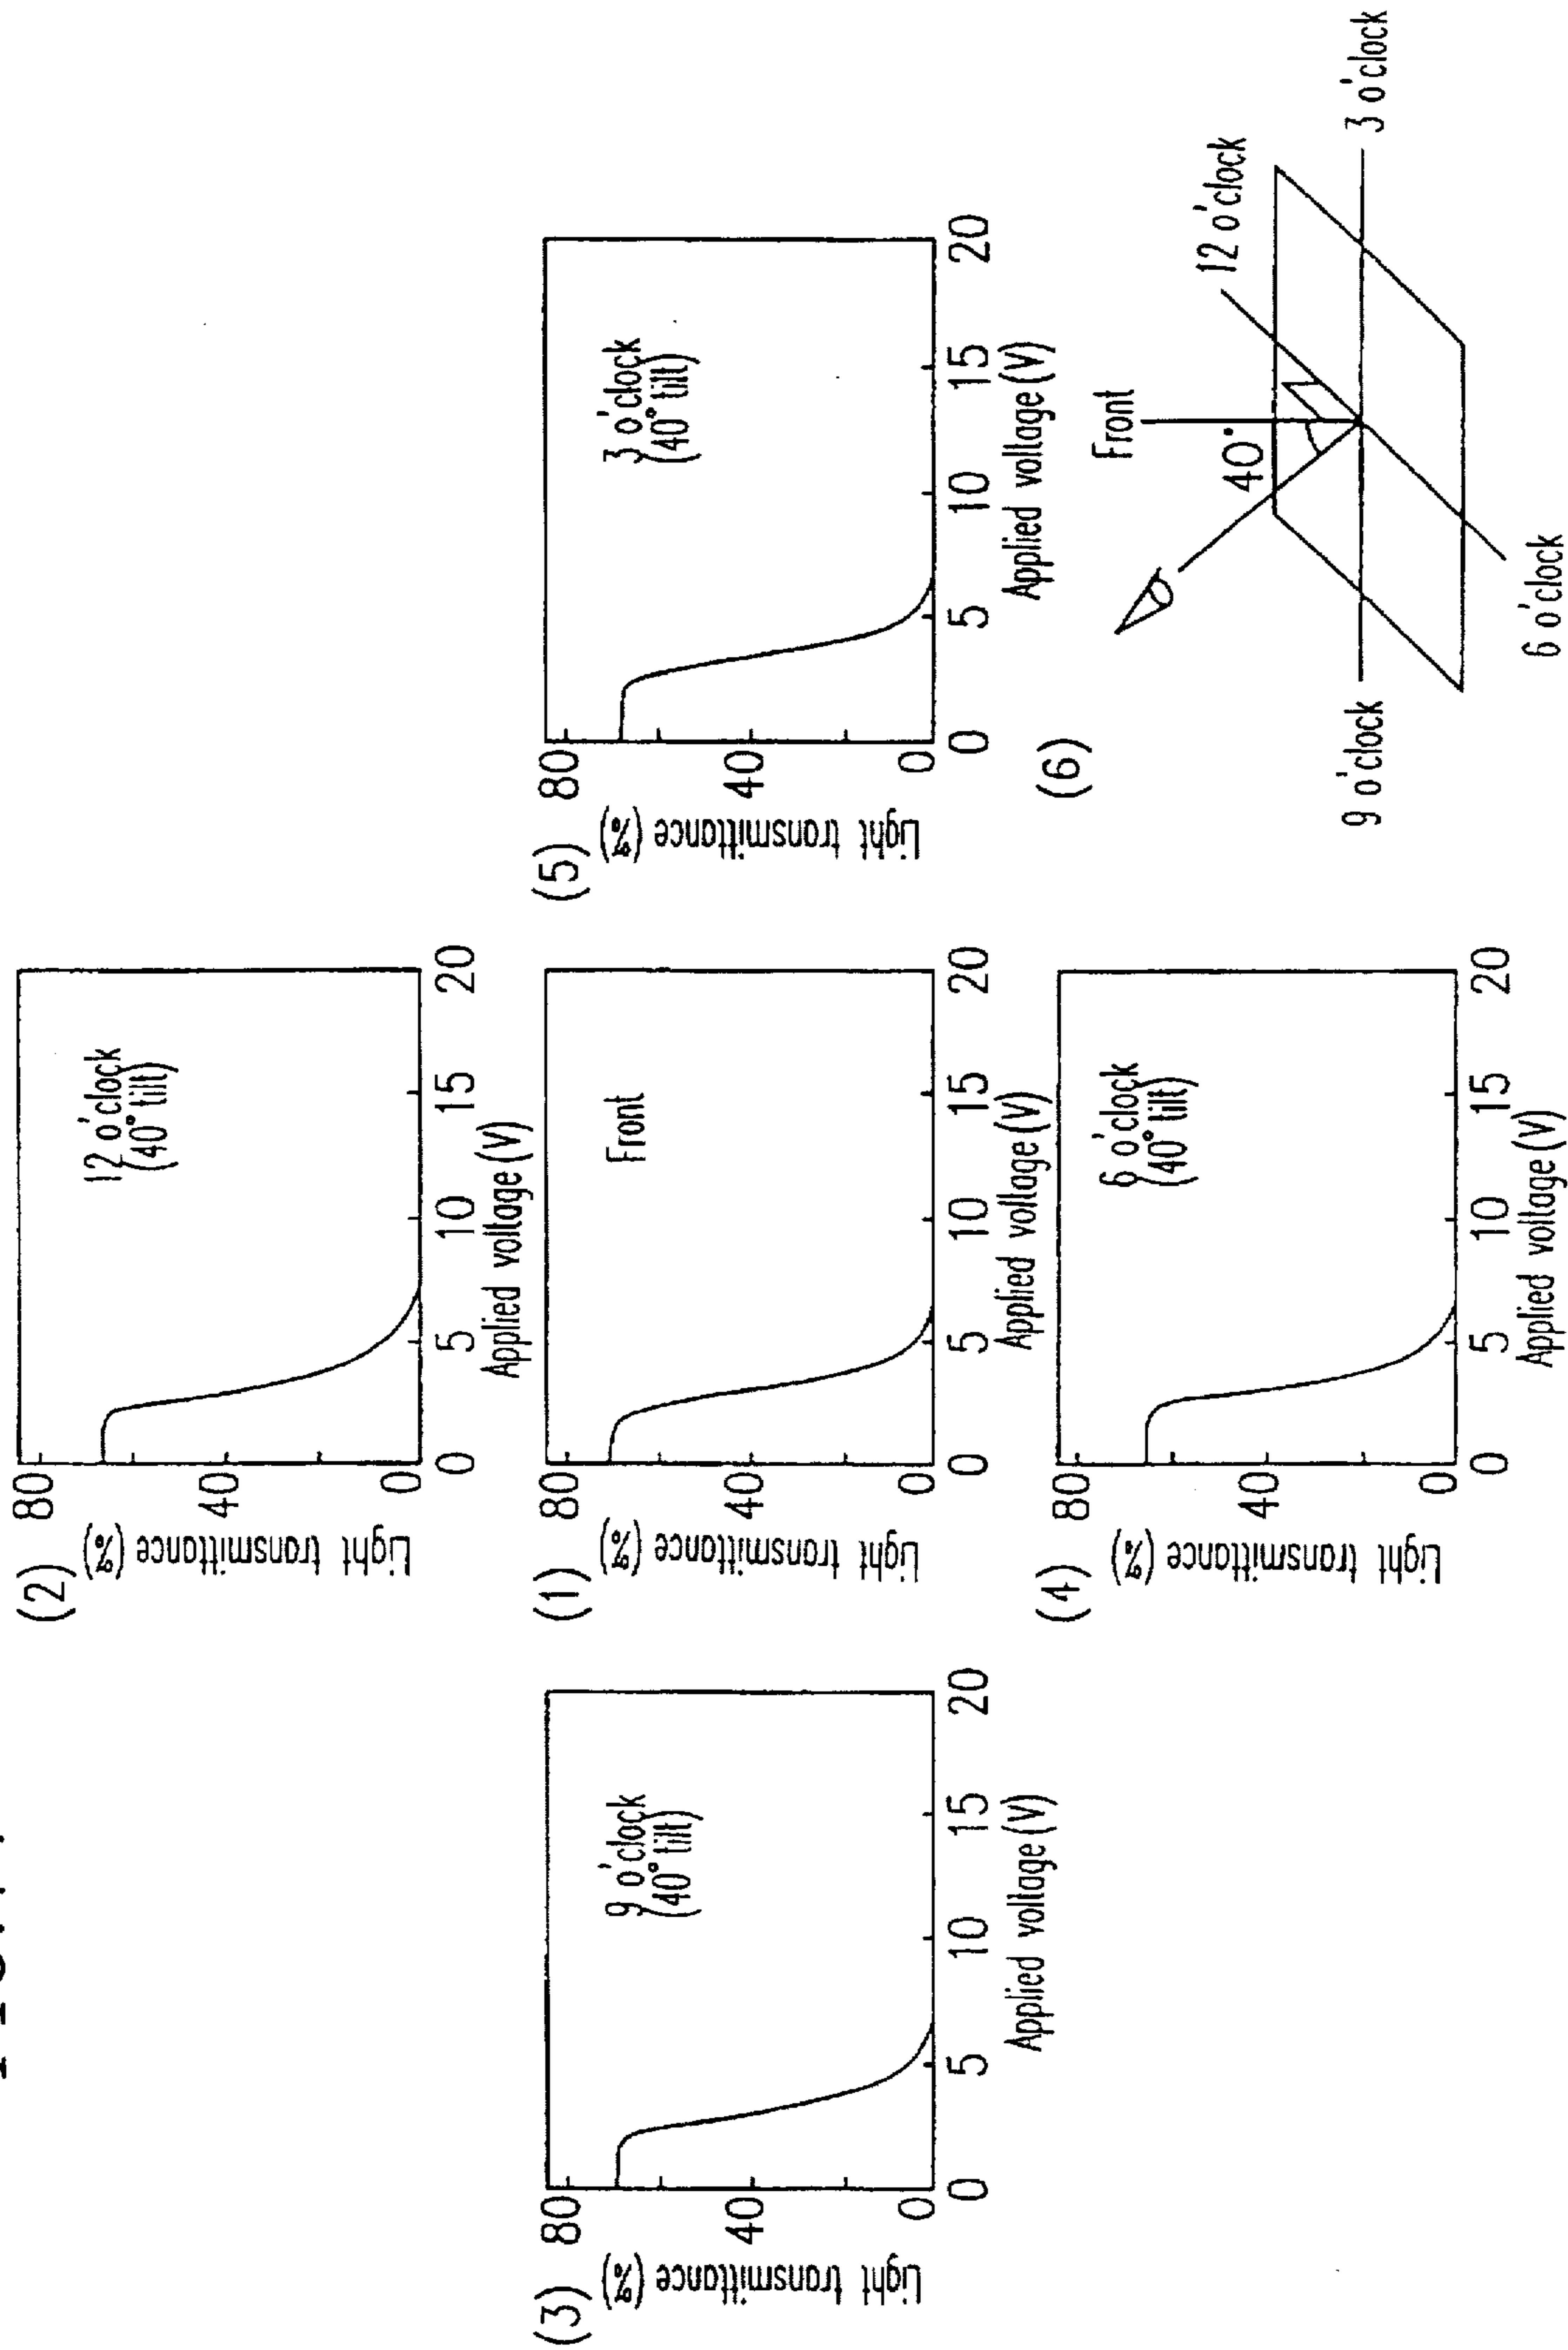 (2)
Light transmittance
(%)
80
40
0
0
5
10
15
20
Applied voltage (V)
12 o'clock
(40° tilt)
(3)
Light transmittance
(%)
80
40
0
0
5
10
15
20
Applied voltage (V)
9 o'clock
(40° tilt)
(1)
Light transmittance
(%)
80
40
0
0
5
10
15
20
Applied voltage (V)
Front
(5)
Light transmittance
(%)
80
40
0
0
5
10
15
20
Applied voltage (V)
3 o'clock
(40° tilt)
(4)
Light transmittance
(%)
80
40
0
0
5
10
15
20
Applied voltage (V)
6 o'clock
(40° tilt)
(6)
Front
40°
12 o'clock
9 o'clock
3 o'clock
6 o'clock